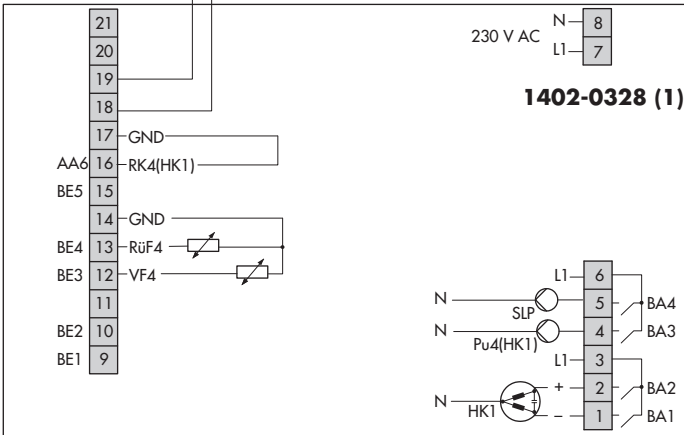 21
20
19
18
17 GND
AA6 16 RK4(HK1)
BE5 15
14 GND
BE4 13 RüF4
BE3 12 VF4
11
BE2 10
BE1 9
N 8
230 V AC
L1 7
1402-0328 (1)
L1 6
N SLP 5 BA4
N Pu4(HK1) 4 BA3
L1 3
+ 2 BA2
N HK1 – 1 BA1